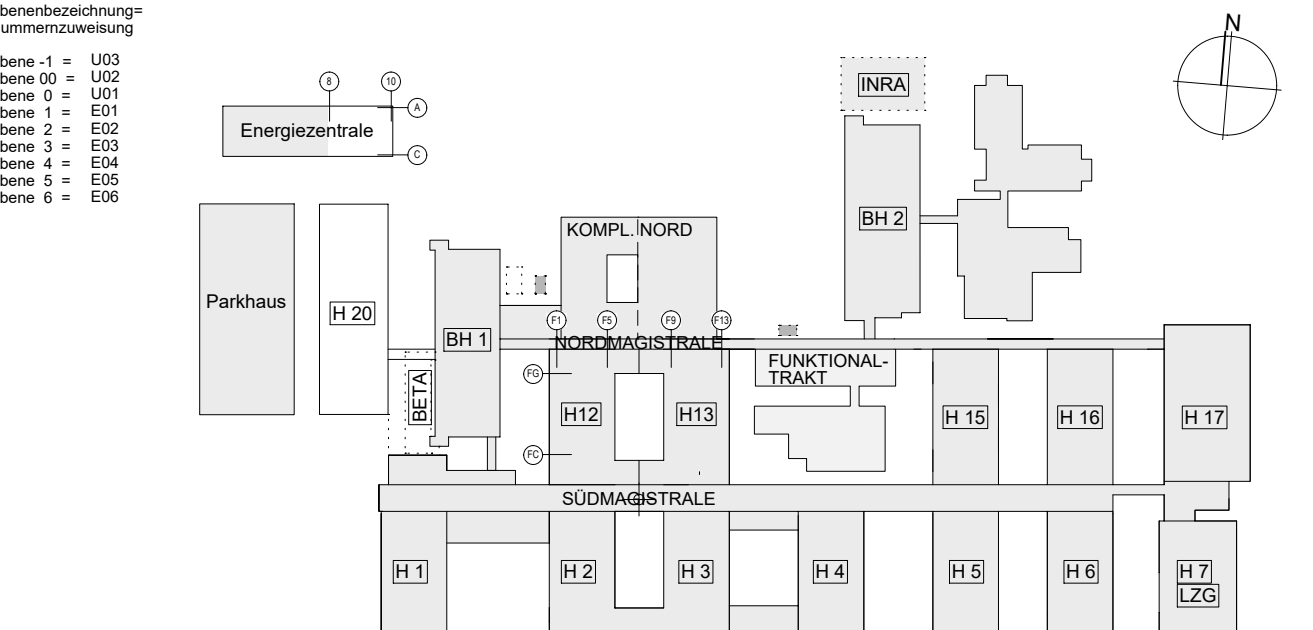 benenbezeichnung=
ummernzuweisung
bene -1 = U03
bene 00 = U02
bene 0 = U01
bene 1 = E01
bene 2 = E02
bene 3 = E03
bene 4 = E04
bene 5 = E05
bene 6 = E06
N
8
10
A
C
Energiezentrale
INRA
BH 2
KOMPL. NORD
Parkhaus
H 20
BH 1
F1
F5
F9
F13
NORDMAGISTRALE
FUNKTIONAL-
TRAKT
BETA
FG
H12
H13
H 15
H 16
H 17
FC
SÜDMAGISTRALE
H 1
H 2
H 3
H 4
H 5
H 6
H 7
LZG